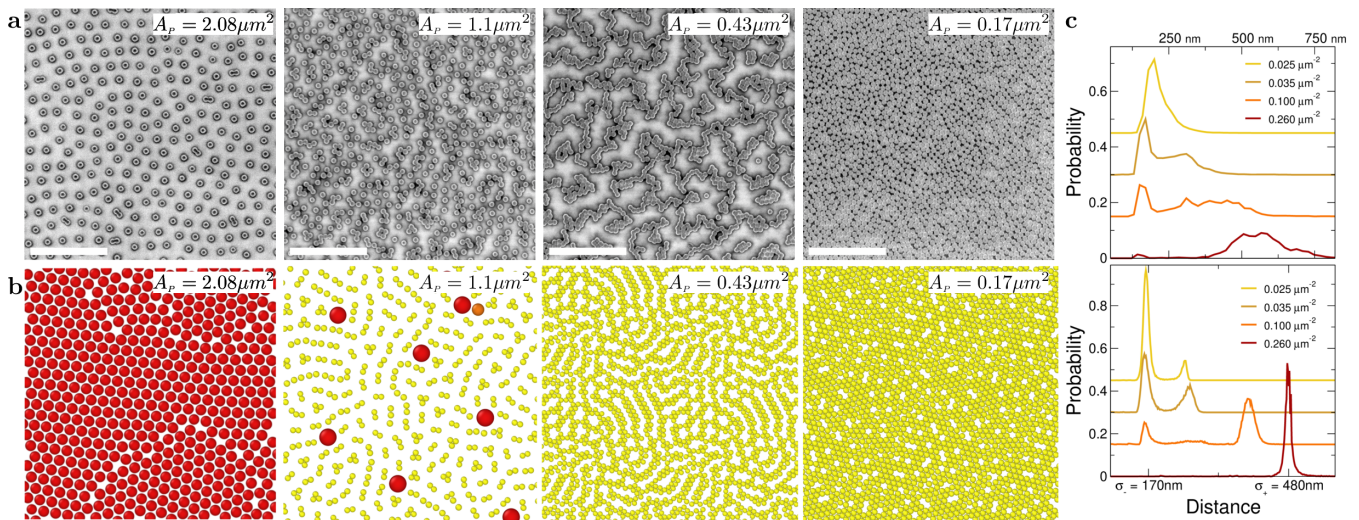 a
A_P = 2.08μm²
A_P = 1.1μm²
A_P = 0.43μm²
A_P = 0.17μm²
b
A_P = 2.08μm²
A_P = 1.1μm²
A_P = 0.43μm²
A_P = 0.17μm²
c
250 nm 500 nm 750 nm
0.025 μm⁻²
0.035 μm⁻²
0.100 μm⁻²
0.260 μm⁻²
0.6
0.4
0.2
0
Probability
0.025 μm⁻²
0.035 μm⁻²
0.100 μm⁻²
0.260 μm⁻²
0.8
0.6
0.4
0.2
0
Probability
σ₋ = 170nm σ₊ = 480nm
Distance